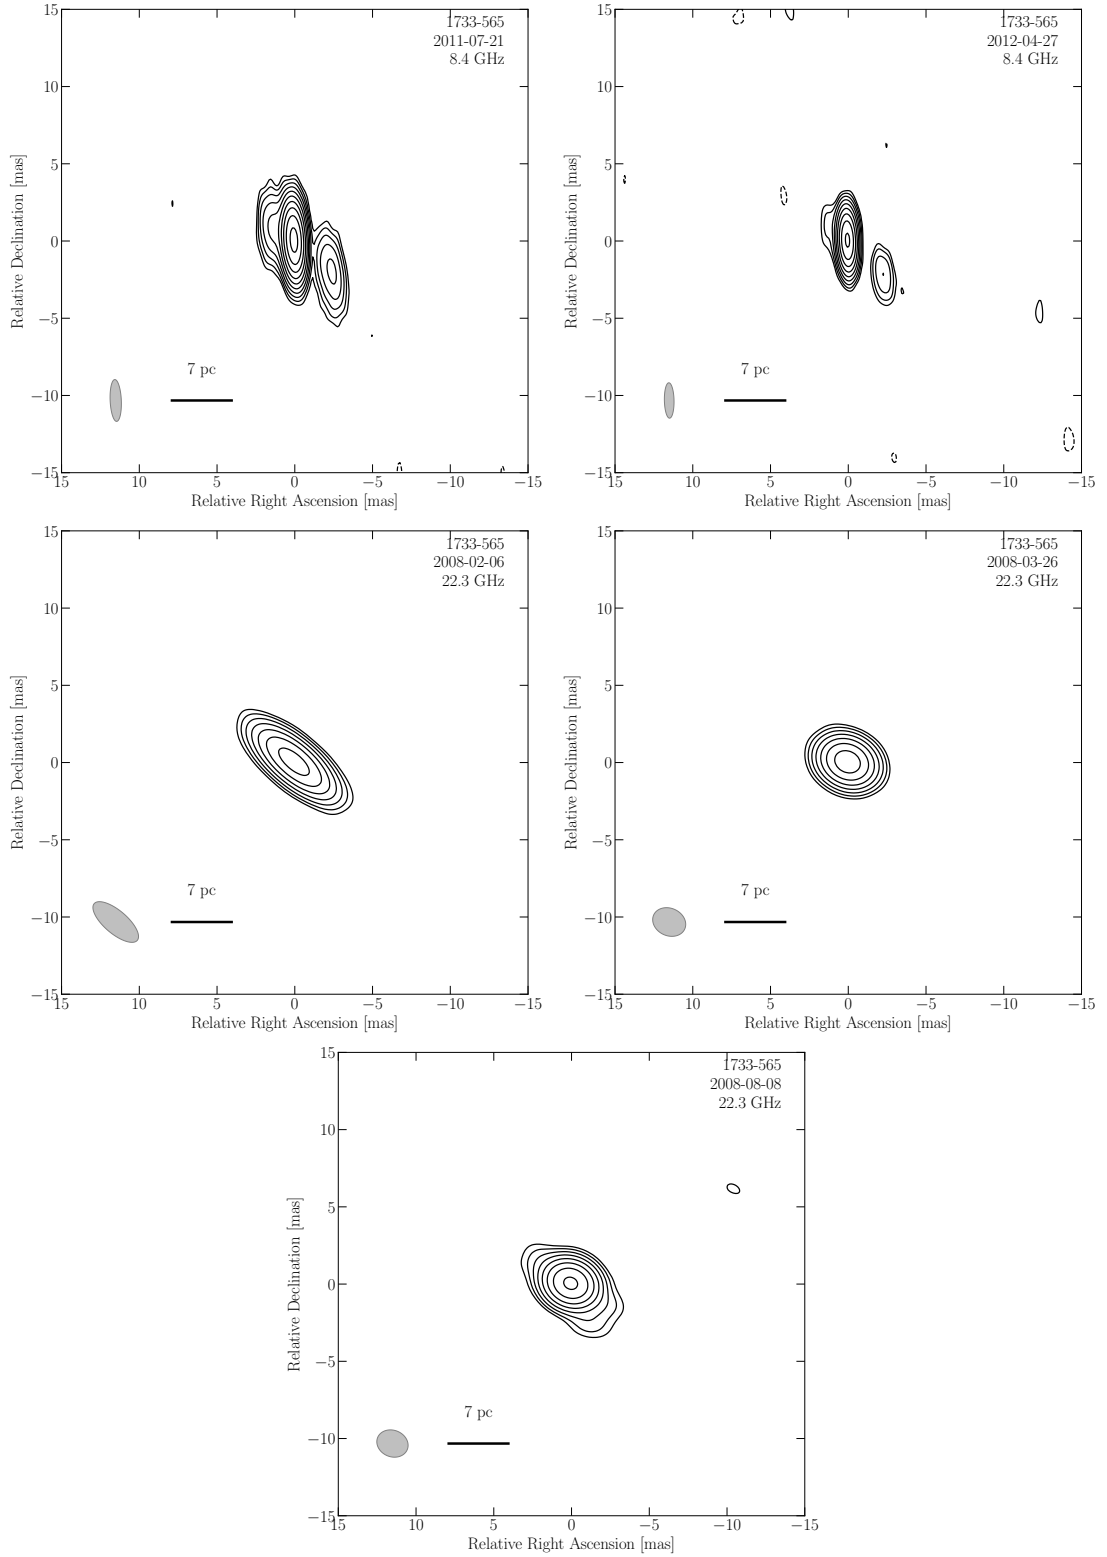 15
10
5
0
−5
−10
−15
Relative Declination [mas]
1733-565
2011-07-21
8.4 GHz
7 pc
15 10 5 0 −5 −10 −15
Relative Right Ascension [mas]
15
10
5
0
−5
−10
−15
Relative Declination [mas]
1733-565
2012-04-27
8.4 GHz
7 pc
15 10 5 0 −5 −10 −15
Relative Right Ascension [mas]
15
10
5
0
−5
−10
−15
Relative Declination [mas]
1733-565
2008-02-06
22.3 GHz
7 pc
15 10 5 0 −5 −10 −15
Relative Right Ascension [mas]
15
10
5
0
−5
−10
−15
Relative Declination [mas]
1733-565
2008-03-26
22.3 GHz
7 pc
15 10 5 0 −5 −10 −15
Relative Right Ascension [mas]
15
10
5
0
−5
−10
−15
Relative Declination [mas]
1733-565
2008-08-08
22.3 GHz
7 pc
15 10 5 0 −5 −10 −15
Relative Right Ascension [mas]